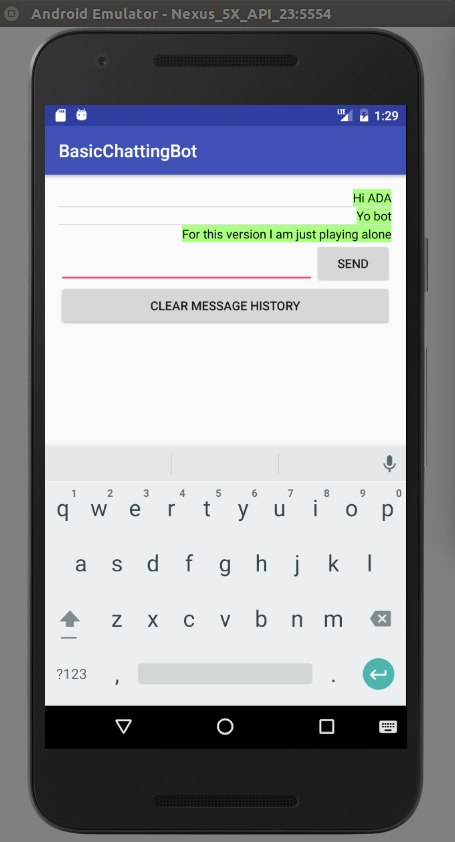 Android Emulator - Nexus_5X_API_23:5554
LTE 1:29
BasicChattingBot
Hi ADA
Yo bot
For this version I am just playing alone
SEND
CLEAR MESSAGE HISTORY
1 2 3 4 5 6 7 8 9 0
q w e r t y u i o p
a s d f g h j k l
z x c v b n m
?123 , .